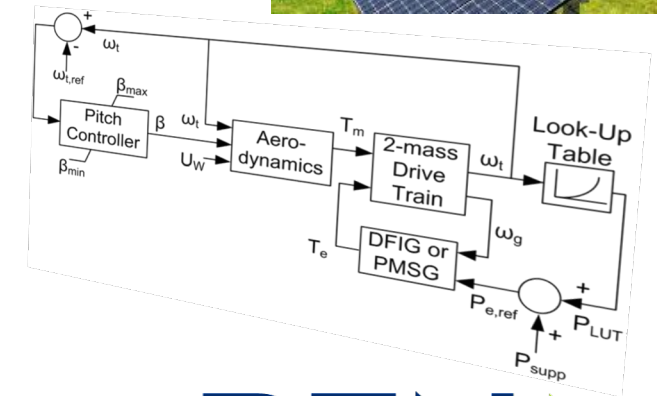 +
ωt
-
ωt,ref
βmax
Pitch
Controller
βmin
β
ωt
UW
Aero-
dynamics
Tm
2-mass
Drive
Train
ωt
Look-Up
Table
ωg
Te
DFIG or
PMSG
Pe,ref
+
PLUT
+
Psupp